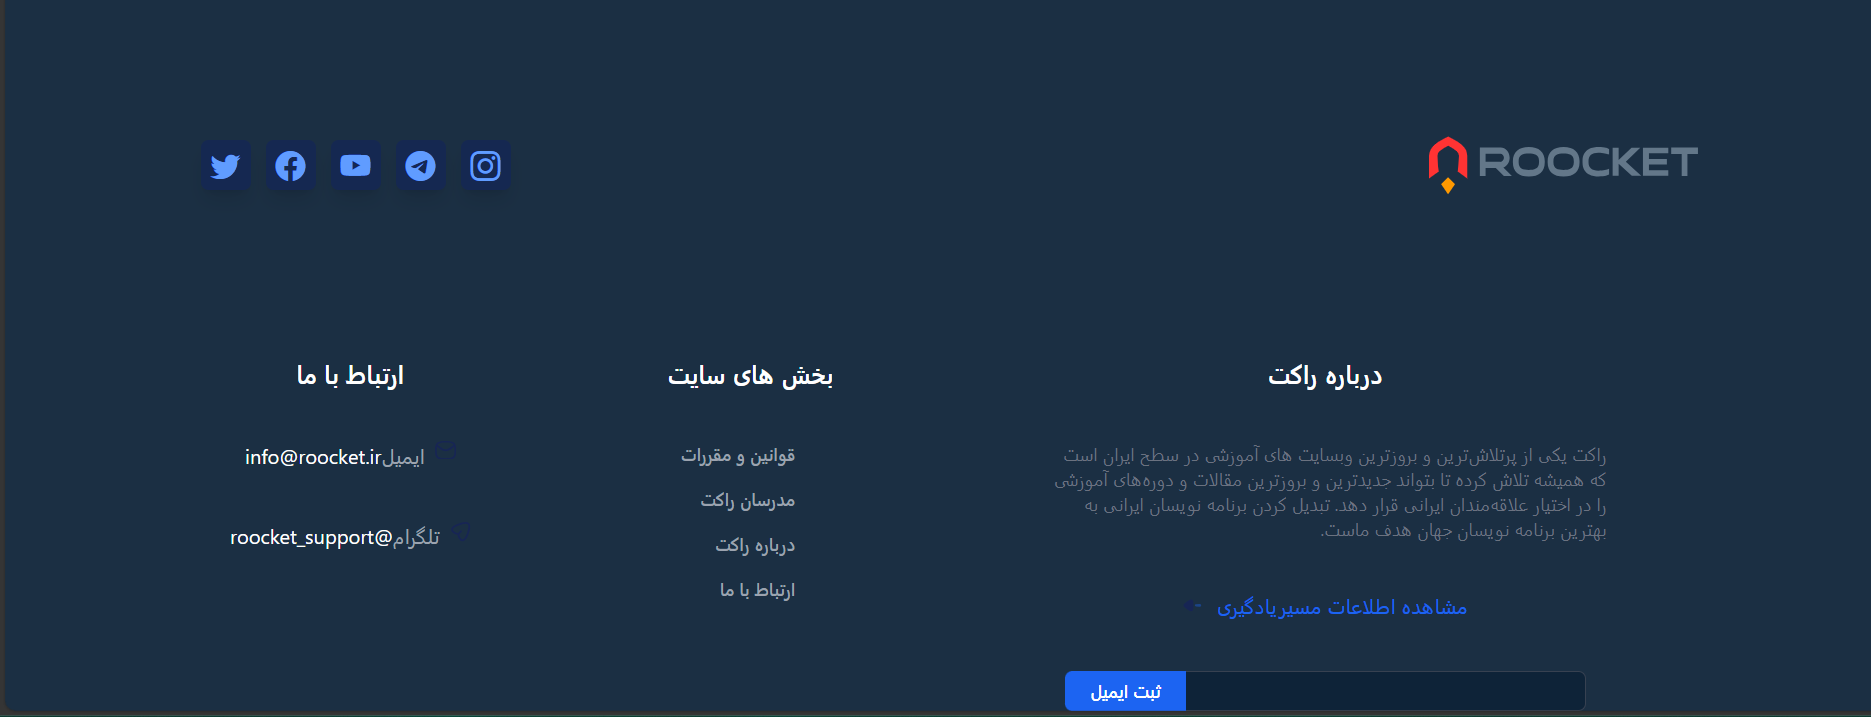 ROOCKET
درباره راکت
راکت یکی از پرتلاش‌ترین و بروزترین وبسایت های آموزشی در سطح ایران است
که همیشه تلاش کرده تا بتواند جدیدترین و بروزترین مقالات و دوره‌های آموزشی
را در اختیار علاقه‌مندان ایرانی قرار دهد. تبدیل کردن برنامه نویسان ایرانی به
بهترین برنامه نویسان جهان هدف ماست.
مشاهده اطلاعات مسیریادگیری
ثبت ایمیل
بخش های سایت
قوانین و مقررات
مدرسان راکت
درباره راکت
ارتباط با ما
ارتباط با ما
ایمیلinfo@roocket.ir
تلگرام@roocket_support